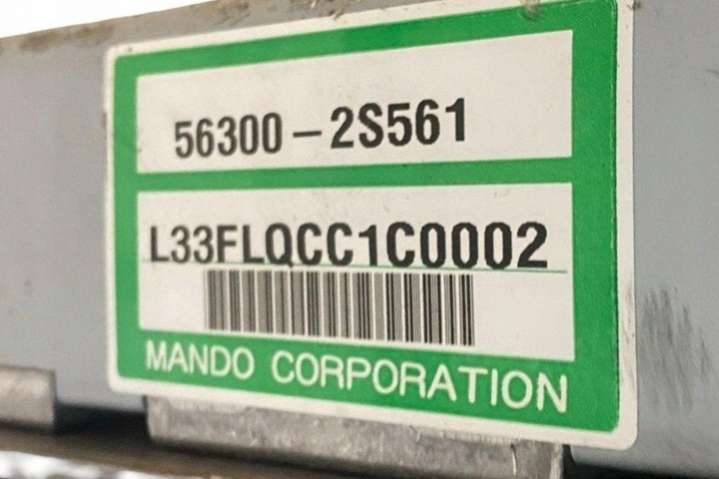 56300-2S561
L33FLQCC1C0002
MANDO CORPORATION